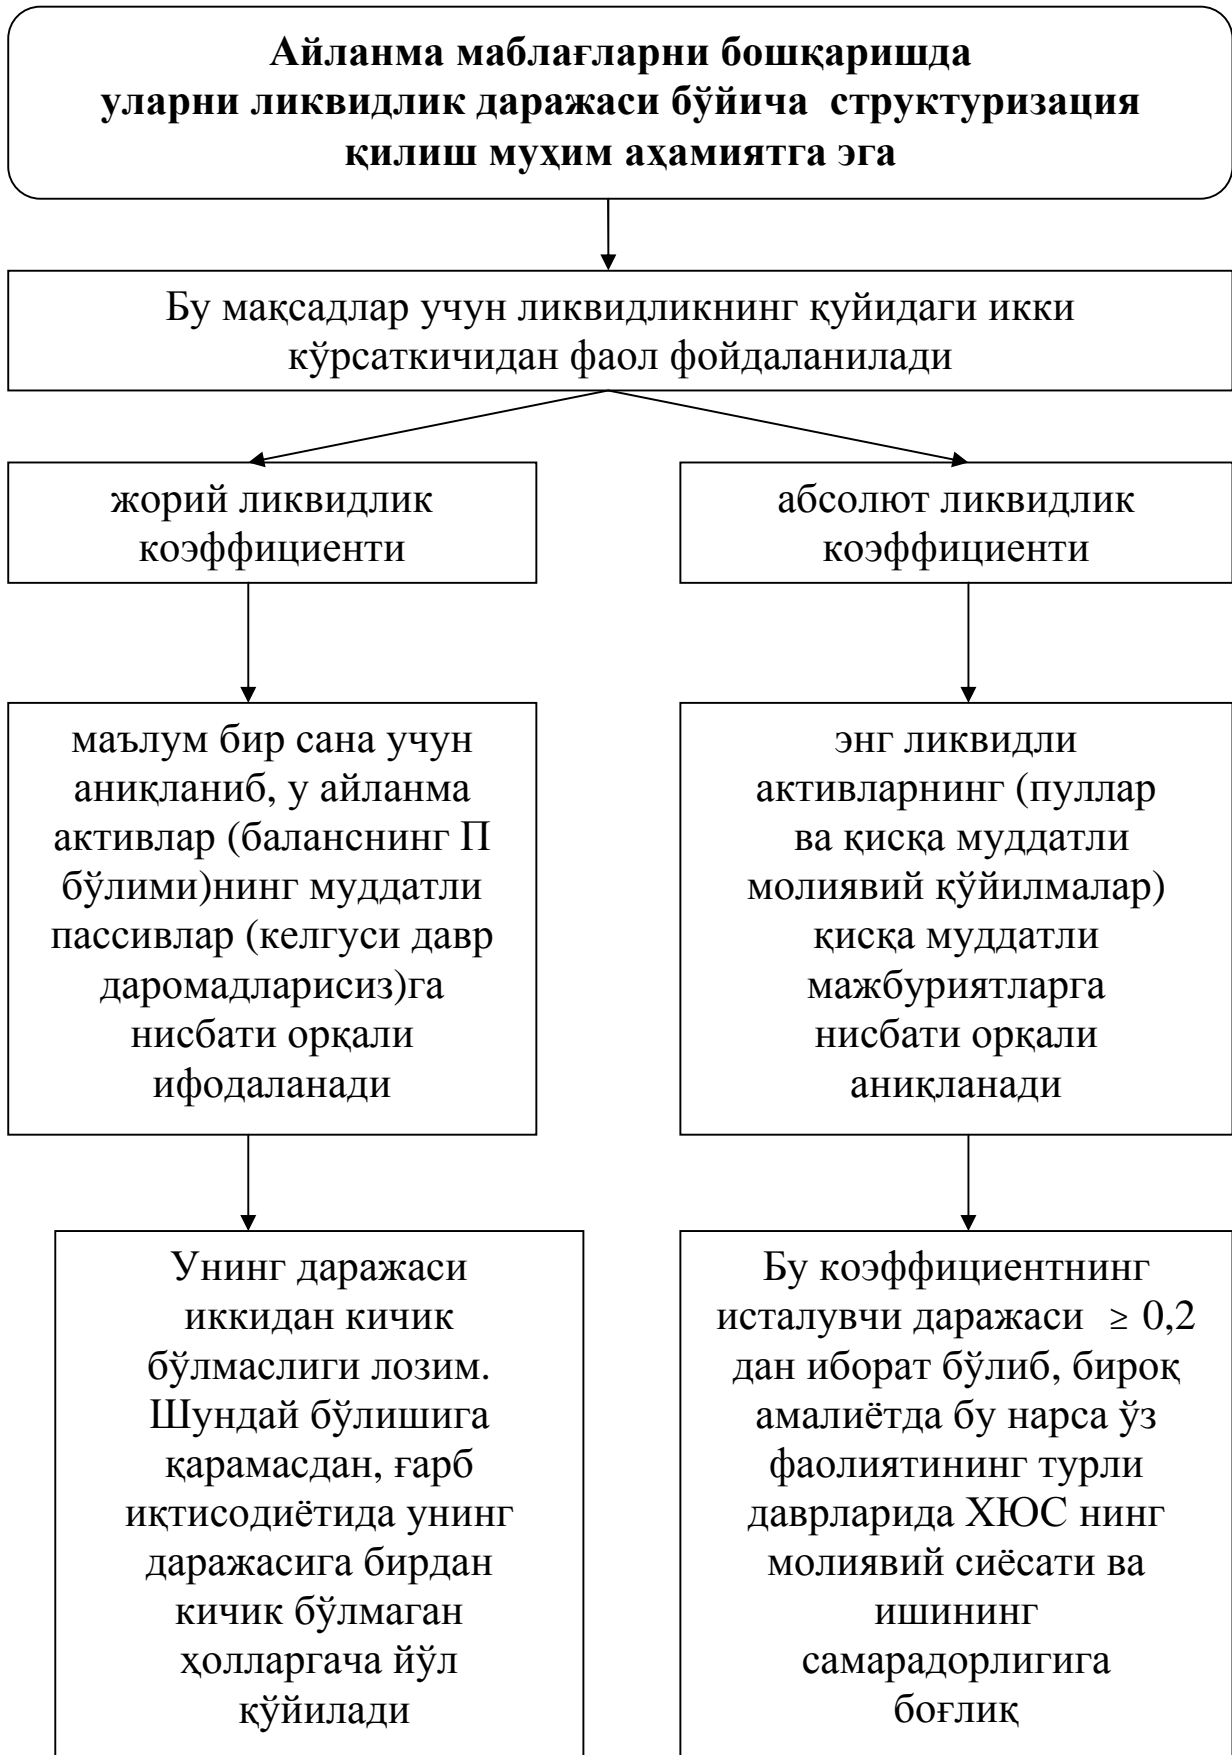 Айланма маблағларни бошқаришда
уларни ликвидлик даражаси бўйича структуризация
қилиш муҳим аҳамиятга эга
Бу мақсадлар учун ликвидликнинг қуйидаги икки
кўрсаткичидан фаол фойдаланилади
жорий ликвидлик
коэффициенти
абсолют ликвидлик
коэффициенти
маълум бир сана учун
аниқланиб, у айланма
активлар (баланснинг П
бўлими)нинг муддатли
пассивлар (келгуси давр
даромадларисиз)га
нисбати орқали
ифодаланади
энг ликвидли
активларнинг (пуллар
ва қисқа муддатли
молиявий қўйилмалар)
қисқа муддатли
мажбуриятларга
нисбати орқали
аниқланади
Унинг даражаси
иккидан кичик
бўлмаслиги лозим.
Шундай бўлишига
қарамасдан, ғарб
иқтисодиётида унинг
даражасига бирдан
кичик бўлмаган
ҳолларгача йўл
қўйилади
Бу коэффициентнинг
исталувчи даражаси ≥ 0,2
дан иборат бўлиб, бироқ
амалиётда бу нарса ўз
фаолиятининг турли
даврларида ХЮС нинг
молиявий сиёсати ва
ишининг
самарадорлигига
боғлиқ